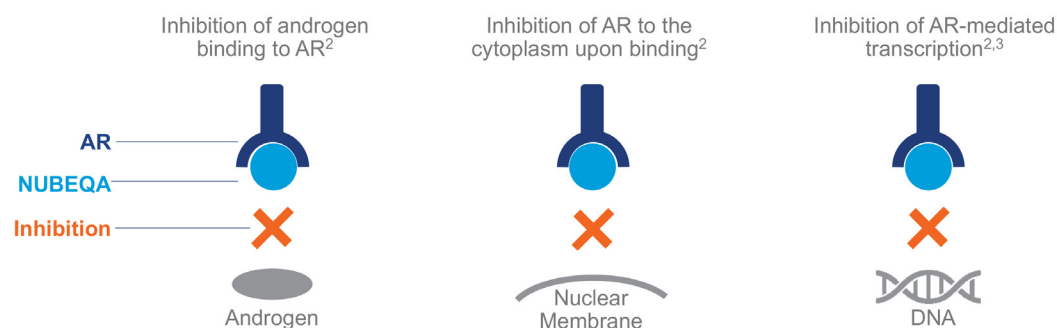 Inhibition of androgen
binding to AR²
Inhibition of AR to the
cytoplasm upon binding²
Inhibition of AR-mediated
transcription²,³
AR
NUBEQA
Inhibition
Androgen
Nuclear
Membrane
DNA